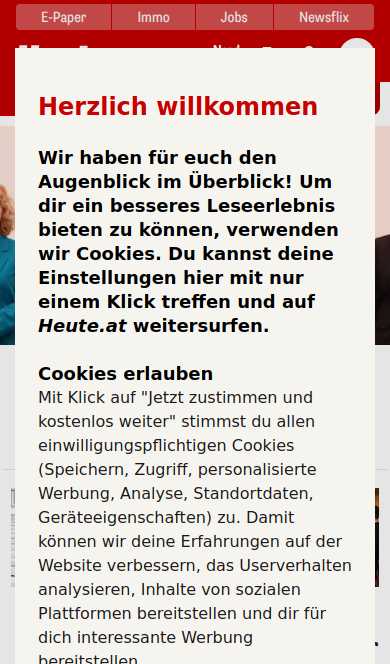 E-Paper Immo Jobs Newsflix
Herzlich willkommen
Wir haben für euch den
Augenblick im Überblick! Um
dir ein besseres Leseerlebnis
bieten zu können, verwenden
wir Cookies. Du kannst deine
Einstellungen hier mit nur
einem Klick treffen und auf
Heute.at weitersurfen.
Cookies erlauben
Mit Klick auf "Jetzt zustimmen und
kostenlos weiter" stimmst du allen
einwilligungspflichtigen Cookies
(Speichern, Zugriff, personalisierte
Werbung, Analyse, Standortdaten,
Geräteeigenschaften) zu. Damit
können wir deine Erfahrungen auf der
Website verbessern, das Userverhalten
analysieren, Inhalte von sozialen
Plattformen bereitstellen und dir für
dich interessante Werbung
bereitstellen